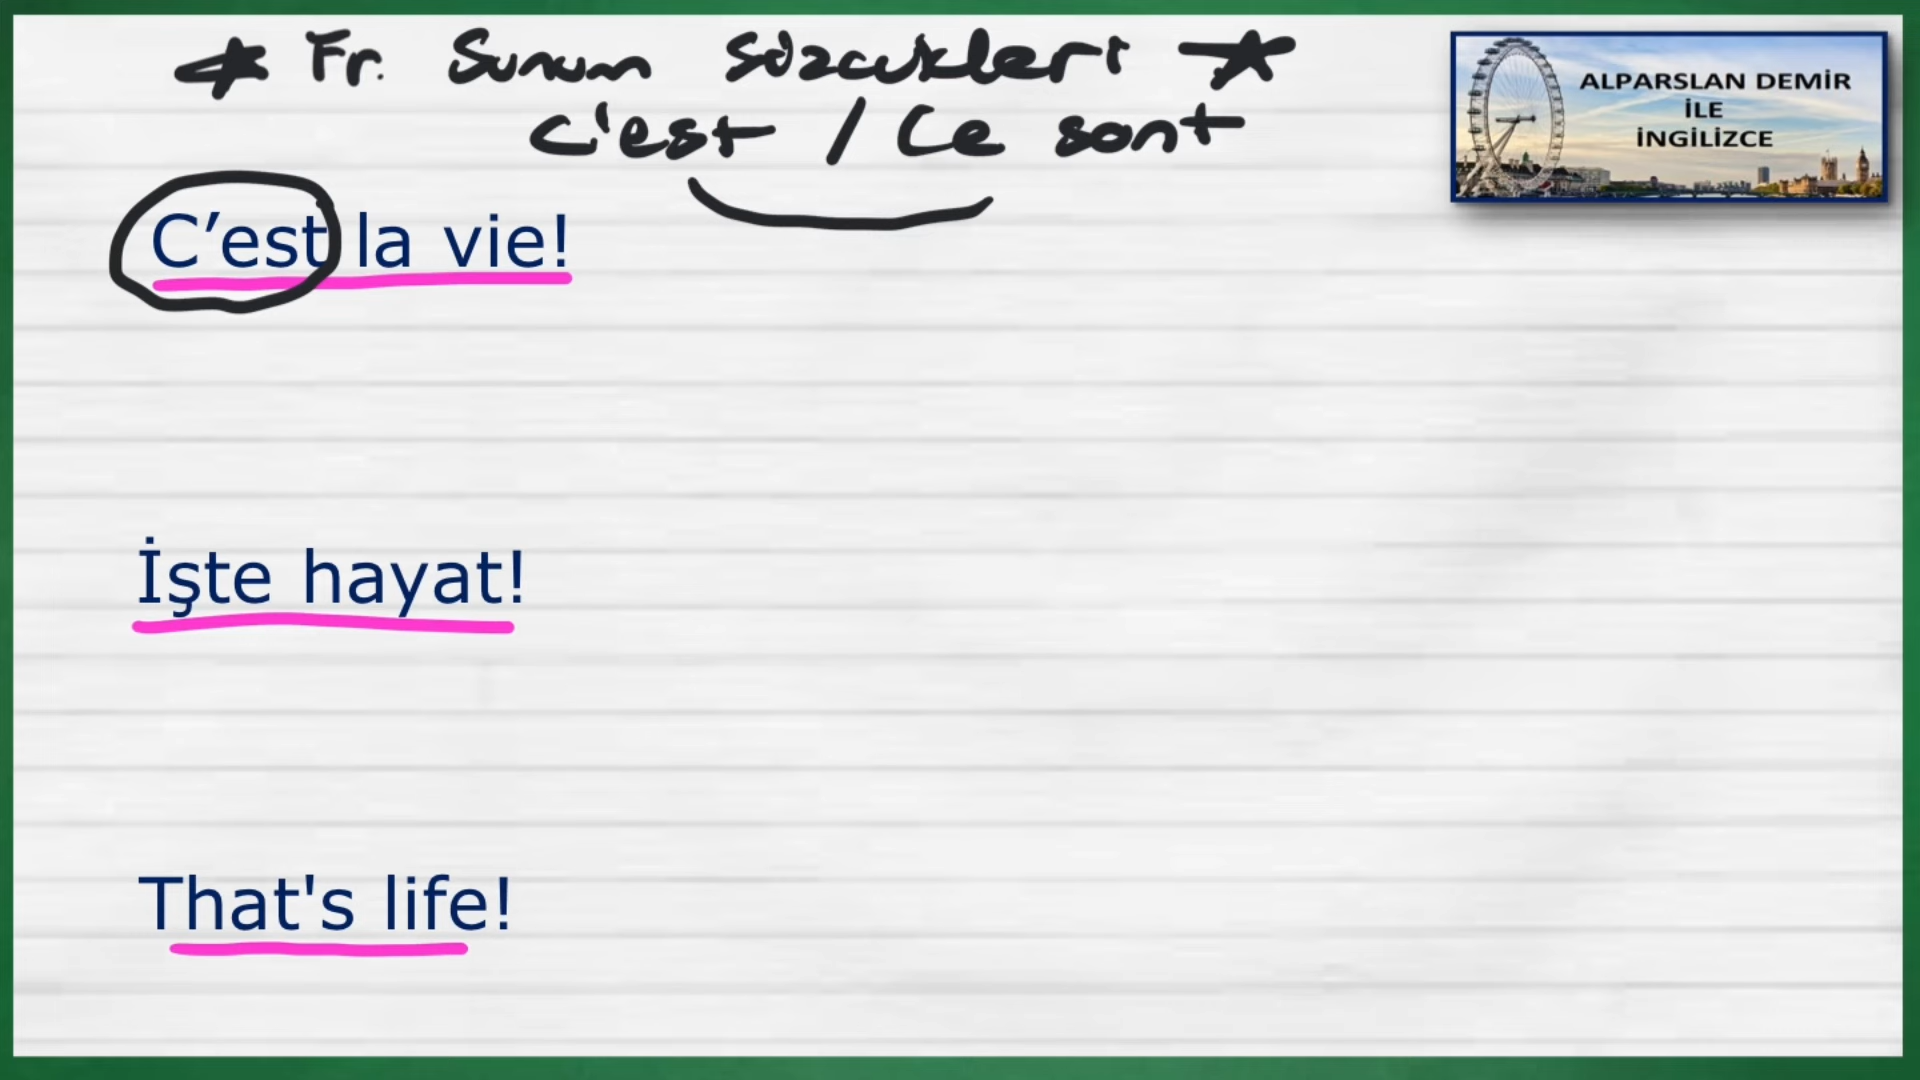 * Fr. Sunum sözcükleri *
c'est / Ce sont
C’est la vie!
İşte hayat!
That's life!
ALPARSLAN DEMİR
İLE
İNGİLİZCE